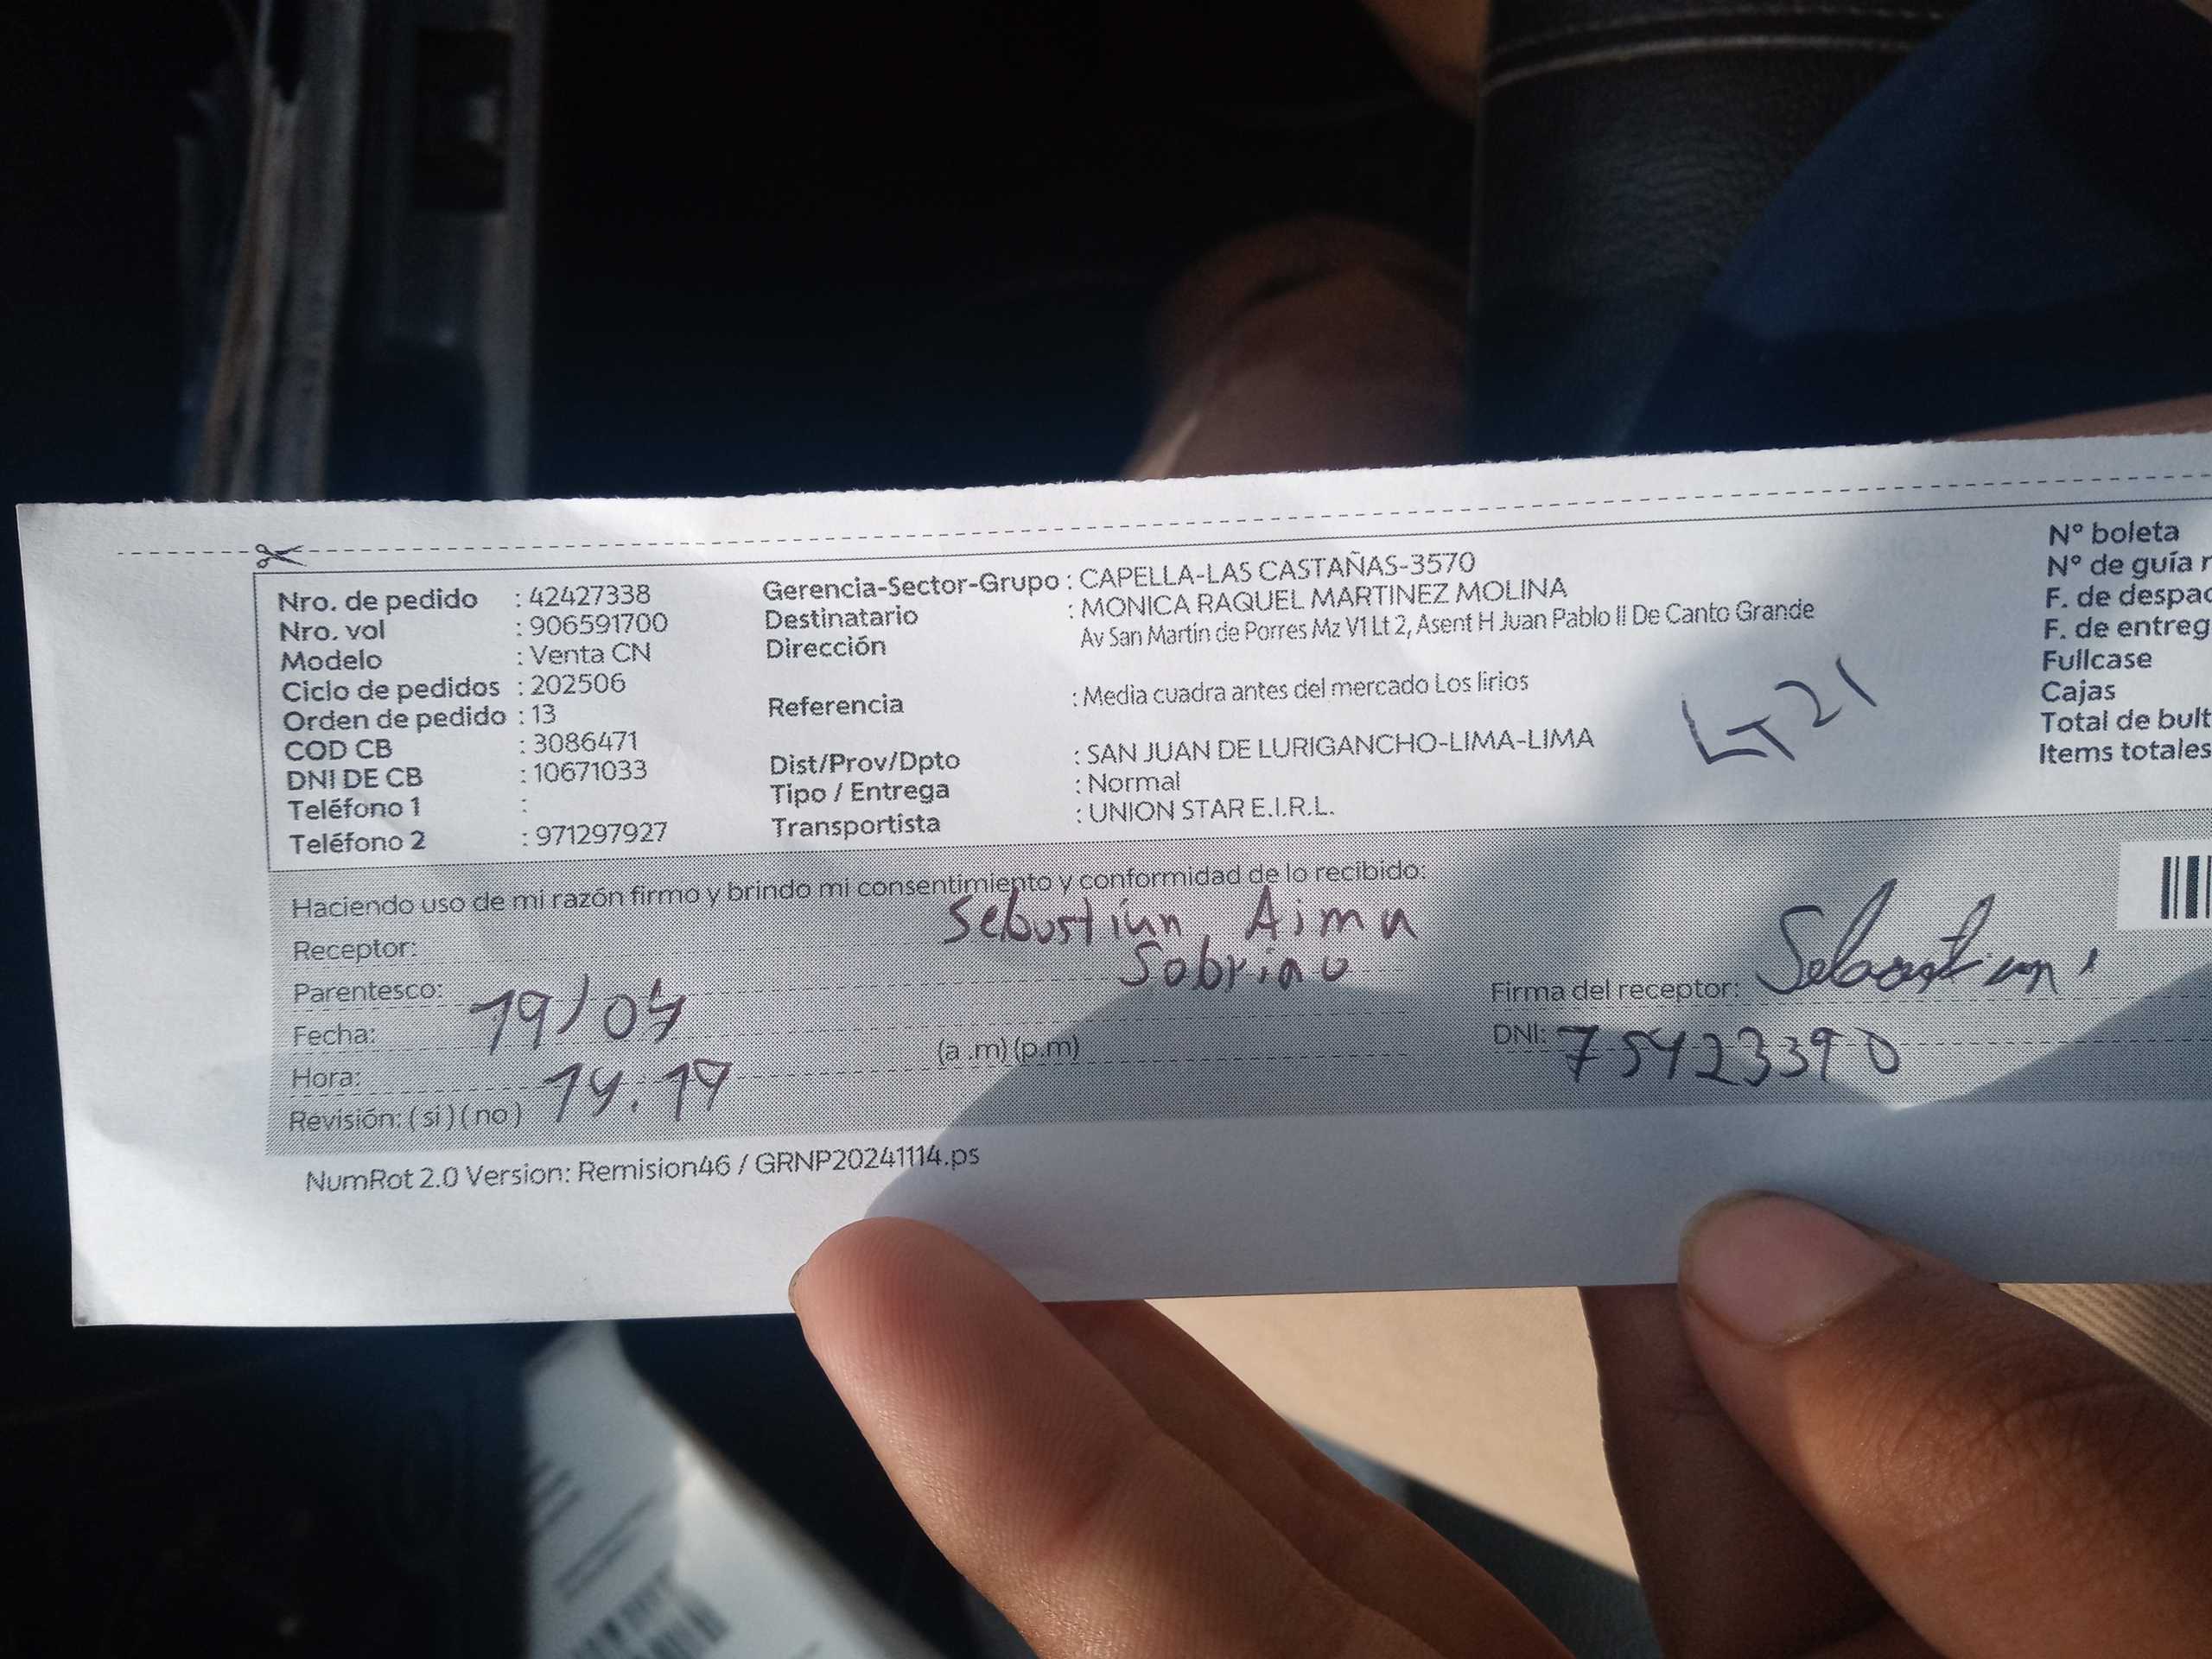 Nro. de pedido : 42427338
Nro. vol : 906591700
Modelo : Venta CN
Ciclo de pedidos : 202506
Orden de pedido : 13
COD CB : 3086471
DNI DE CB : 10671033
Teléfono 1 :
Teléfono 2 : 971297927
Gerencia-Sector-Grupo : CAPELLA-LAS CASTAÑAS-3570
Destinatario : MONICA RAQUEL MARTINEZ MOLINA
Dirección Av San Martin de Porres Mz V1 Lt 2, Asent H Juan Pablo II De Canto Grande
Referencia : Media cuadra antes del mercado Los lirios
Dist/Prov/Dpto : SAN JUAN DE LURIGANCHO-LIMA-LIMA
Tipo / Entrega : Normal
Transportista : UNION STAR E.I.R.L.
LT 21
N° boleta
N° de guía r
F. de despac
F. de entreg
Fullcase
Cajas
Total de bult
Items totales
Haciendo uso de mi razón firmo y brindo mi consentimiento y conformidad de lo recibido:
Receptor: Sebastian Aima
Parentesco: Sobrino
Fecha: 19/04
Hora: 14.19 (a .m) (p.m)
Revisión: ( si ) ( no )
Firma del receptor: Sebastian
DNI: 75423390
NumRot 2.0 Version: Remision46 / GRNP20241114.ps